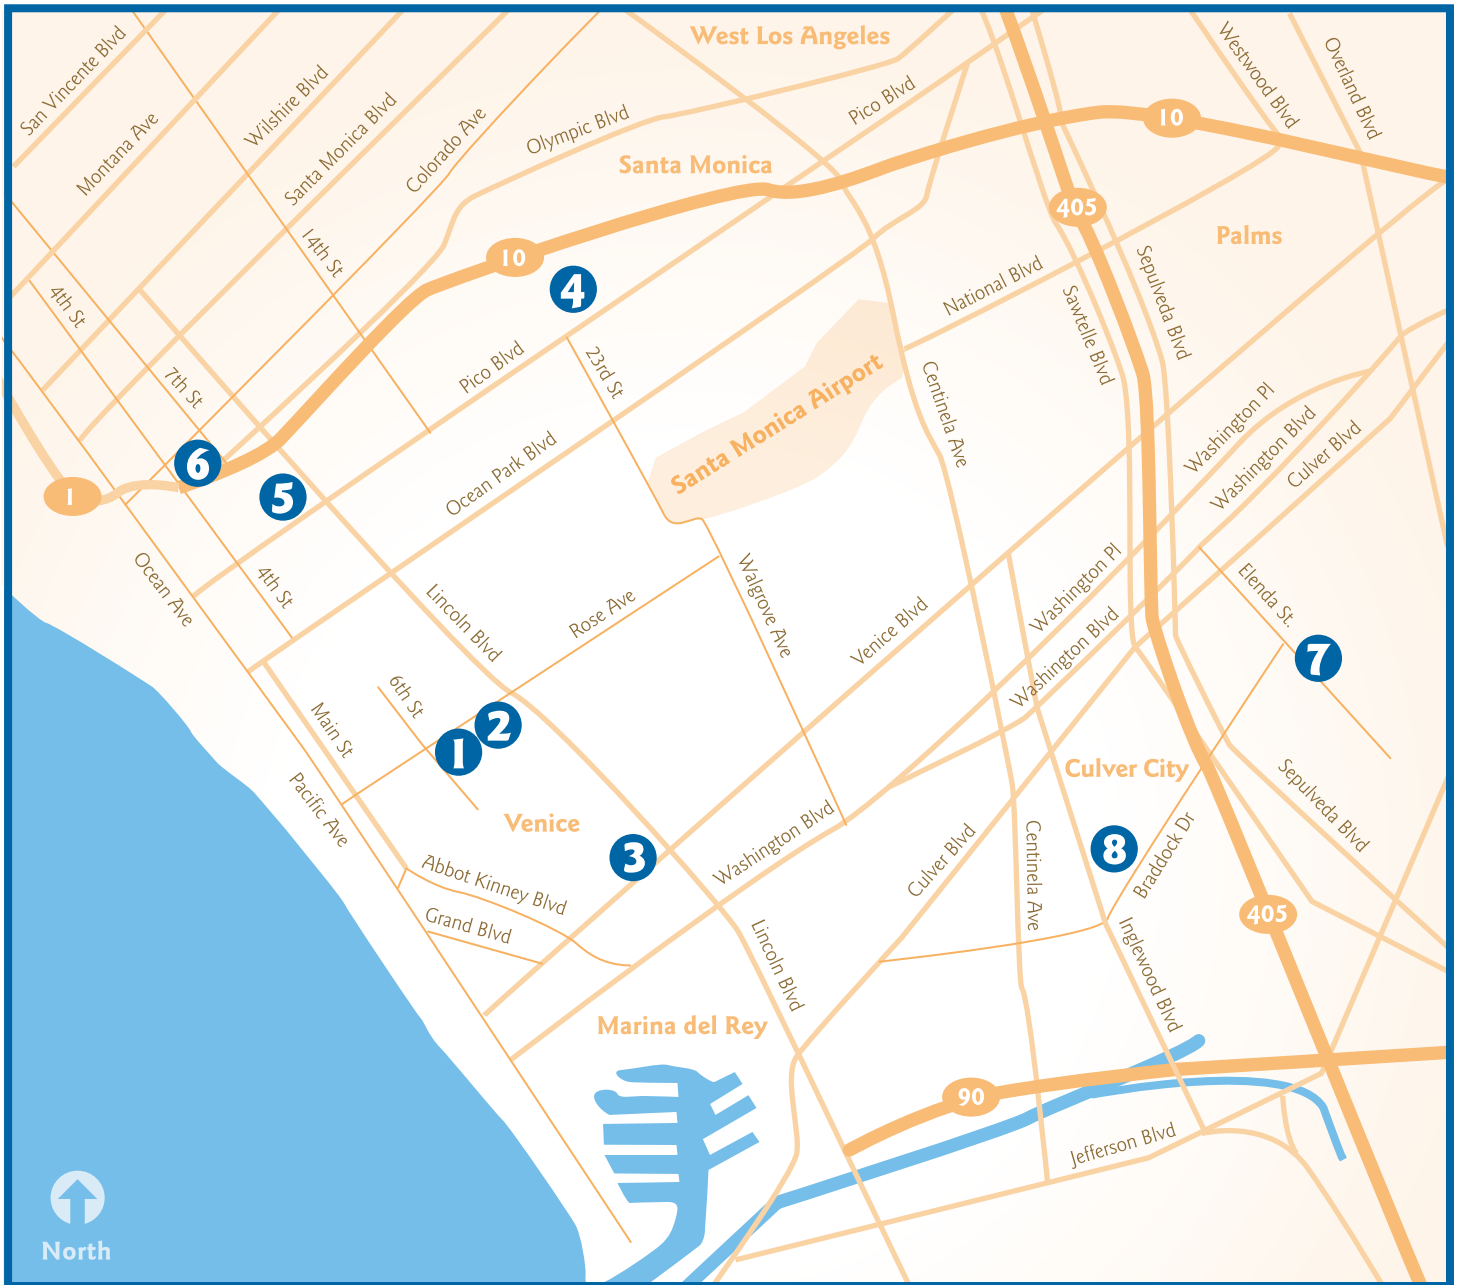 West Los Angeles
San Vincente Blvd
Montana Ave
Wilshire Blvd
Santa Monica Blvd
Colorado Ave
Olympic Blvd
Pico Blvd
Westwood Blvd
Overland Blvd
10
Santa Monica
405
Palms
14th St
10
4
4th St
National Blvd
Sawtelle Blvd
Sepulveda Blvd
7th St
Pico Blvd
23rd St
Santa Monica Airport
Centinela Ave
Washington Pl
Washington Blvd
Culver Blvd
6
5
1
Ocean Park Blvd
Ocean Ave
4th St
Lincoln Blvd
Rose Ave
Walgrove Ave
Venice Blvd
Washington Pl
Washington Blvd
Elenda St.
7
Main St
6th St
2
1
Pacific Ave
Venice
Culver City
Sepulveda Blvd
3
Washington Blvd
Culver Blvd
Centinela Ave
8
Braddock Dr
Abbot Kinney Blvd
Grand Blvd
405
Lincoln Blvd
Inglewood Blvd
Marina del Rey
90
Jefferson Blvd
North